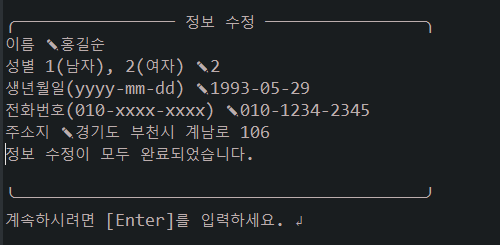 정보 수정
이름 ✎홍길순
성별 1(남자), 2(여자) ✎2
생년월일(yyyy-mm-dd) ✎1993-05-29
전화번호(010-xxxx-xxxx) ✎010-1234-2345
주소지 ✎경기도 부천시 계남로 106
정보 수정이 모두 완료되었습니다.
계속하시려면 [Enter]를 입력하세요. ↲